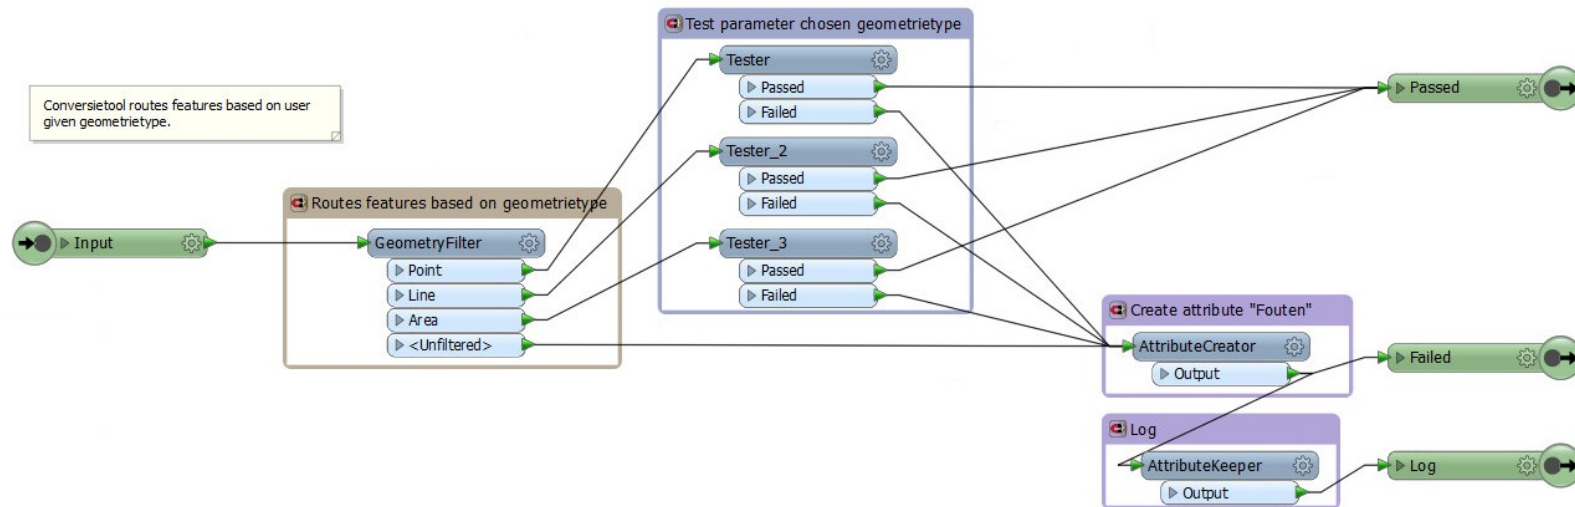 Conversietool routes features based on user
given geometrietype.
Input
Routes features based on geometrietype
GeometryFilter
Point
Line
Area
<Unfiltered>
Test parameter chosen geometrietype
Tester
Passed
Failed
Tester_2
Passed
Failed
Tester_3
Passed
Failed
Create attribute "Fouten"
AttributeCreator
Output
Log
AttributeKeeper
Output
Passed
Failed
Log